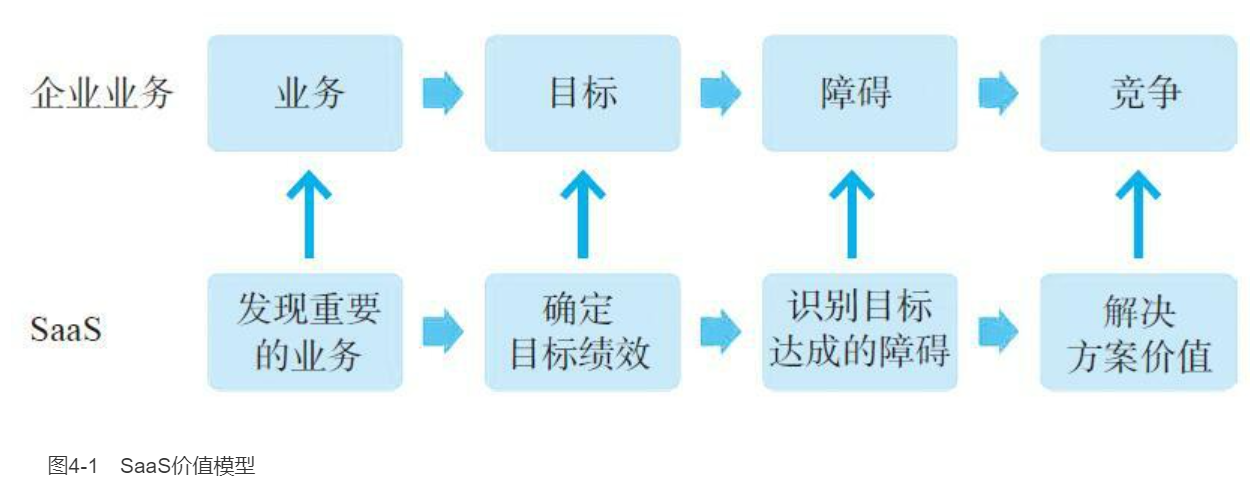 企业业务
业务
目标
障碍
竞争
SaaS
发现重要
的业务
确定
目标绩效
识别目标
达成的障碍
解决
方案价值
图4-1 SaaS价值模型